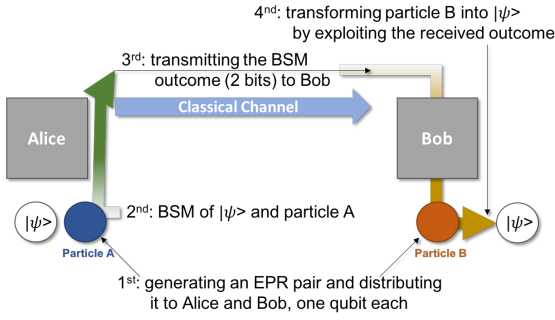 4ⁿᵈ: transforming particle B into |ψ>
by exploiting the received outcome
3ʳᵈ: transmitting the BSM
outcome (2 bits) to Bob
Classical Channel
Alice
Bob
2ⁿᵈ: BSM of |ψ> and particle A
|ψ>
|ψ>
Particle A
Particle B
1ˢᵗ: generating an EPR pair and distributing
it to Alice and Bob, one qubit each